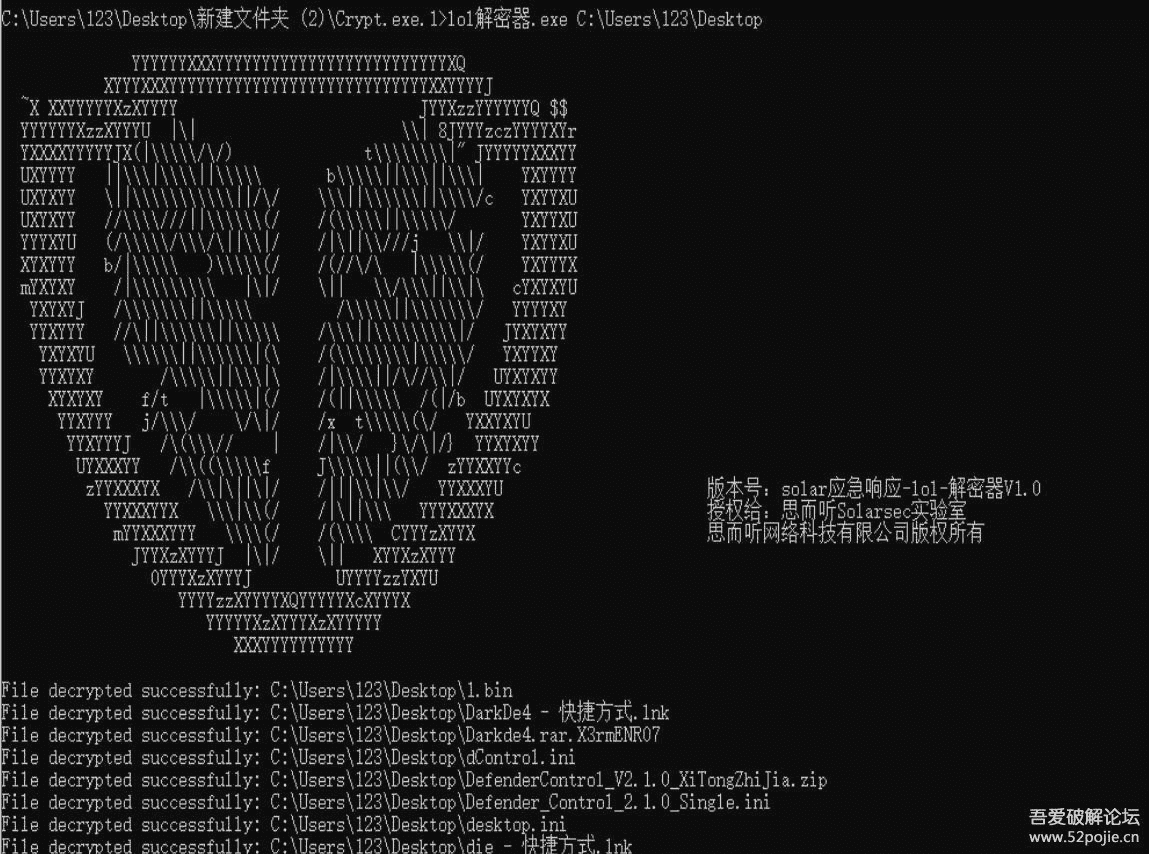 C:\Users\123\Desktop\新建文件夹 (2)\Crypt.exe.1>lol解密器.exe C:\Users\123\Desktop
版本号：solar应急响应-lol-解密器V1.0
授权给：思而听Solarsec实验室
思而听网络科技有限公司版权所有
File decrypted successfully: C:\Users\123\Desktop\1.bin
File decrypted successfully: C:\Users\123\Desktop\DarkDe4 - 快捷方式.lnk
File decrypted successfully: C:\Users\123\Desktop\Darkde4.rar.X3rmENR07
File decrypted successfully: C:\Users\123\Desktop\dControl.ini
File decrypted successfully: C:\Users\123\Desktop\DefenderControl_V2.1.0_XiTongZhiJia.zip
File decrypted successfully: C:\Users\123\Desktop\Defender_Control_2.1.0_Single.ini
File decrypted successfully: C:\Users\123\Desktop\desktop.ini
File decrypted successfully: C:\Users\123\Desktop\die - 快捷方式.lnk
吾爱破解论坛
www.52pojie.cn